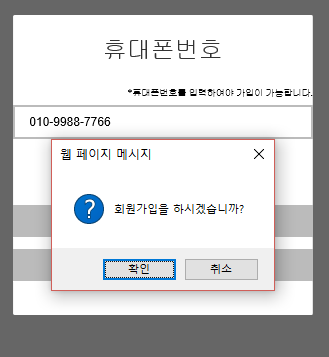 휴대폰번호
*휴대폰번호를 입력하여야 가입이 가능합니다.
010-9988-7766
웹 페이지 메시지
회원가입을 하시겠습니까?
확인
취소